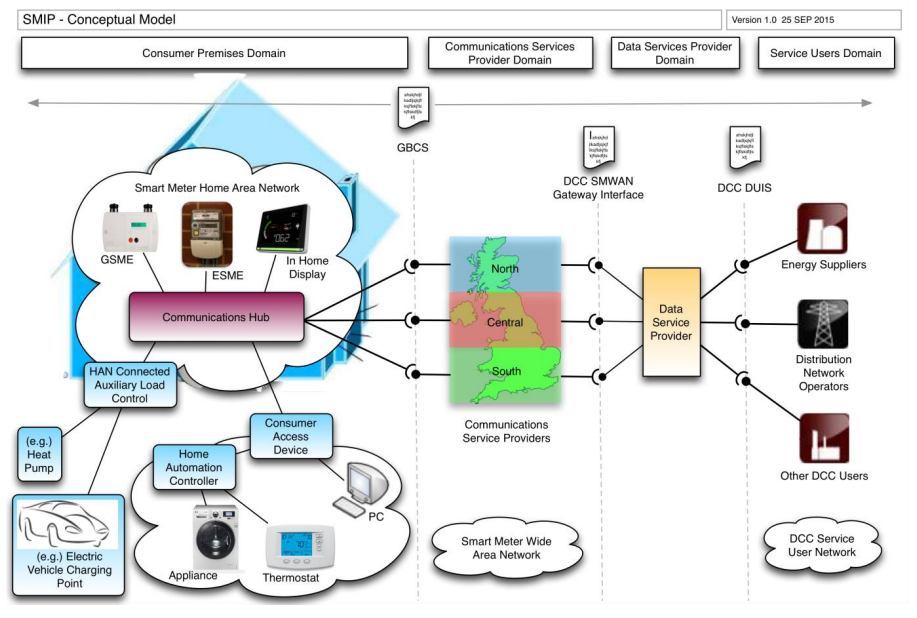 SMIP - Conceptual Model
Version 1.0 25 SEP 2015
Consumer Premises Domain
Communications Services
Provider Domain
Data Services Provider
Domain
Service Users Domain
GBCS
DCC SMWAN
Gateway Interface
DCC DUIS
Smart Meter Home Area Network
GSME
ESME
In Home
Display
Communications Hub
North
Central
South
Communications
Service Providers
Data
Service
Provider
Energy Suppliers
Distribution
Network
Operators
Other DCC Users
HAN Connected
Auxiliary Load
Control
(e.g.)
Heat
Pump
(e.g.) Electric
Vehicle Charging
Point
Consumer
Access
Device
Home
Automation
Controller
PC
Appliance
Thermostat
Smart Meter Wide
Area Network
DCC Service
User Network